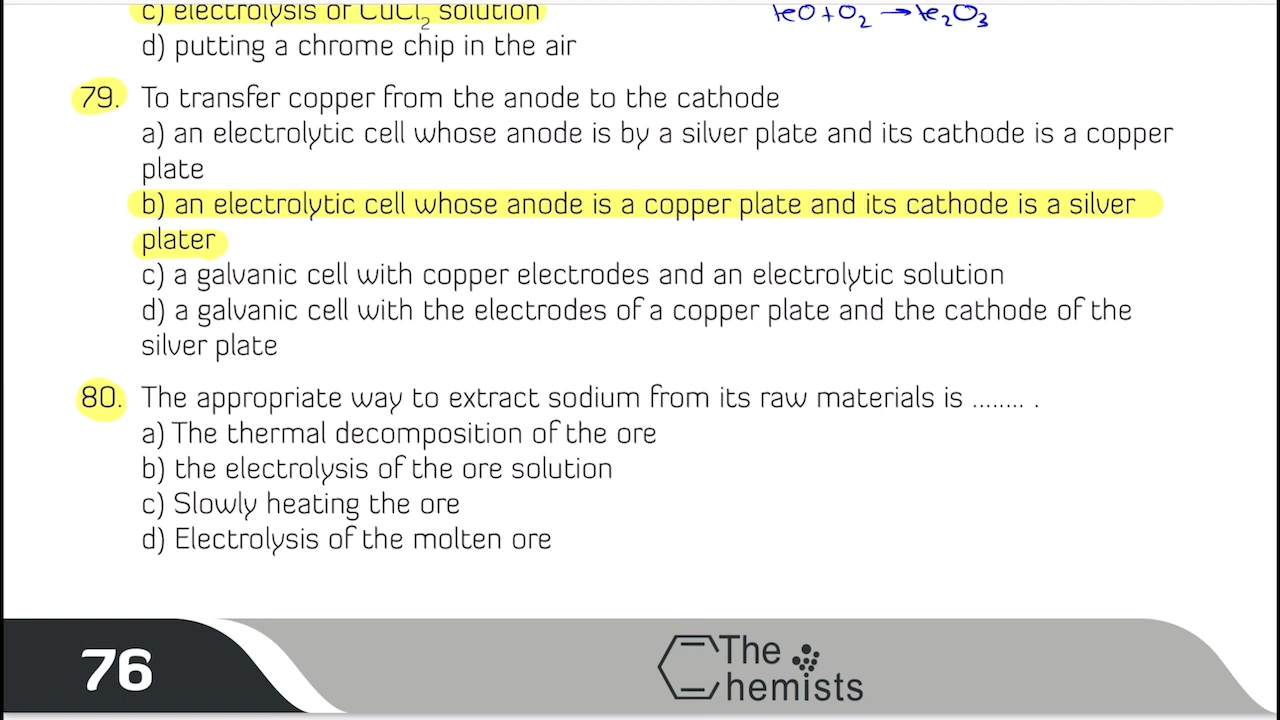 c) electrolysis of CuCl₂ solution
FeO + O₂ → Fe₂O₃
d) putting a chrome chip in the air
79. To transfer copper from the anode to the cathode
a) an electrolytic cell whose anode is by a silver plate and its cathode is a copper
plate
b) an electrolytic cell whose anode is a copper plate and its cathode is a silver
plater
c) a galvanic cell with copper electrodes and an electrolytic solution
d) a galvanic cell with the electrodes of a copper plate and the cathode of the
silver plate
80. The appropriate way to extract sodium from its raw materials is ........ .
a) The thermal decomposition of the ore
b) the electrolysis of the ore solution
c) Slowly heating the ore
d) Electrolysis of the molten ore
76
The
Chemists